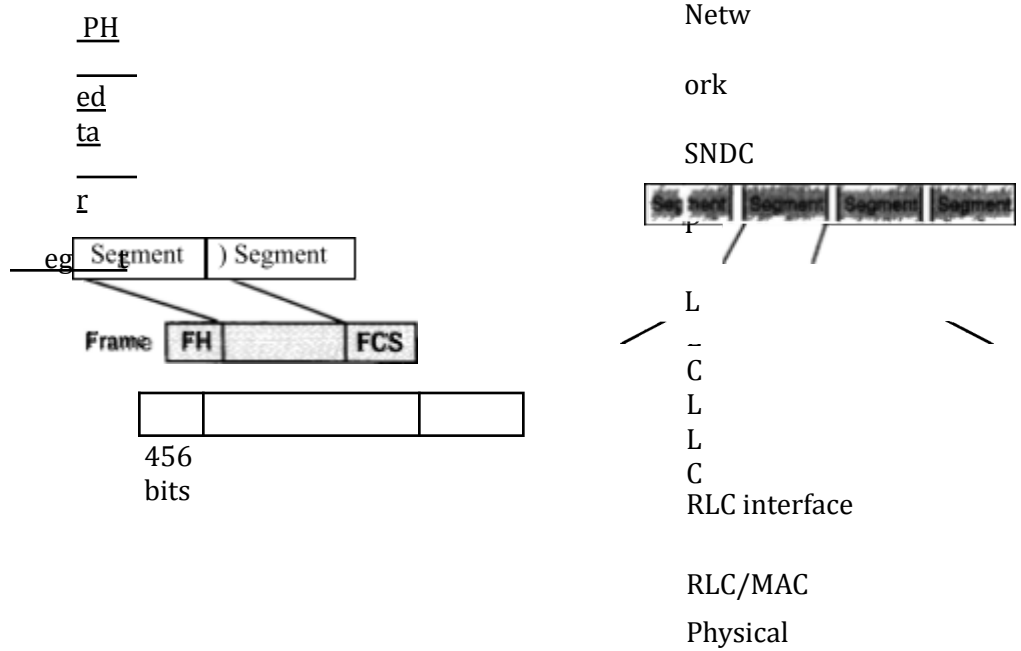 PH
ed
ta
r
eg t
Segment ) Segment
Frame FH FCS
456
bits
Netw
ork
SNDC
Segment Segment Segment Segment
P
L
C
L
L
C
RLC interface
RLC/MAC
Physical